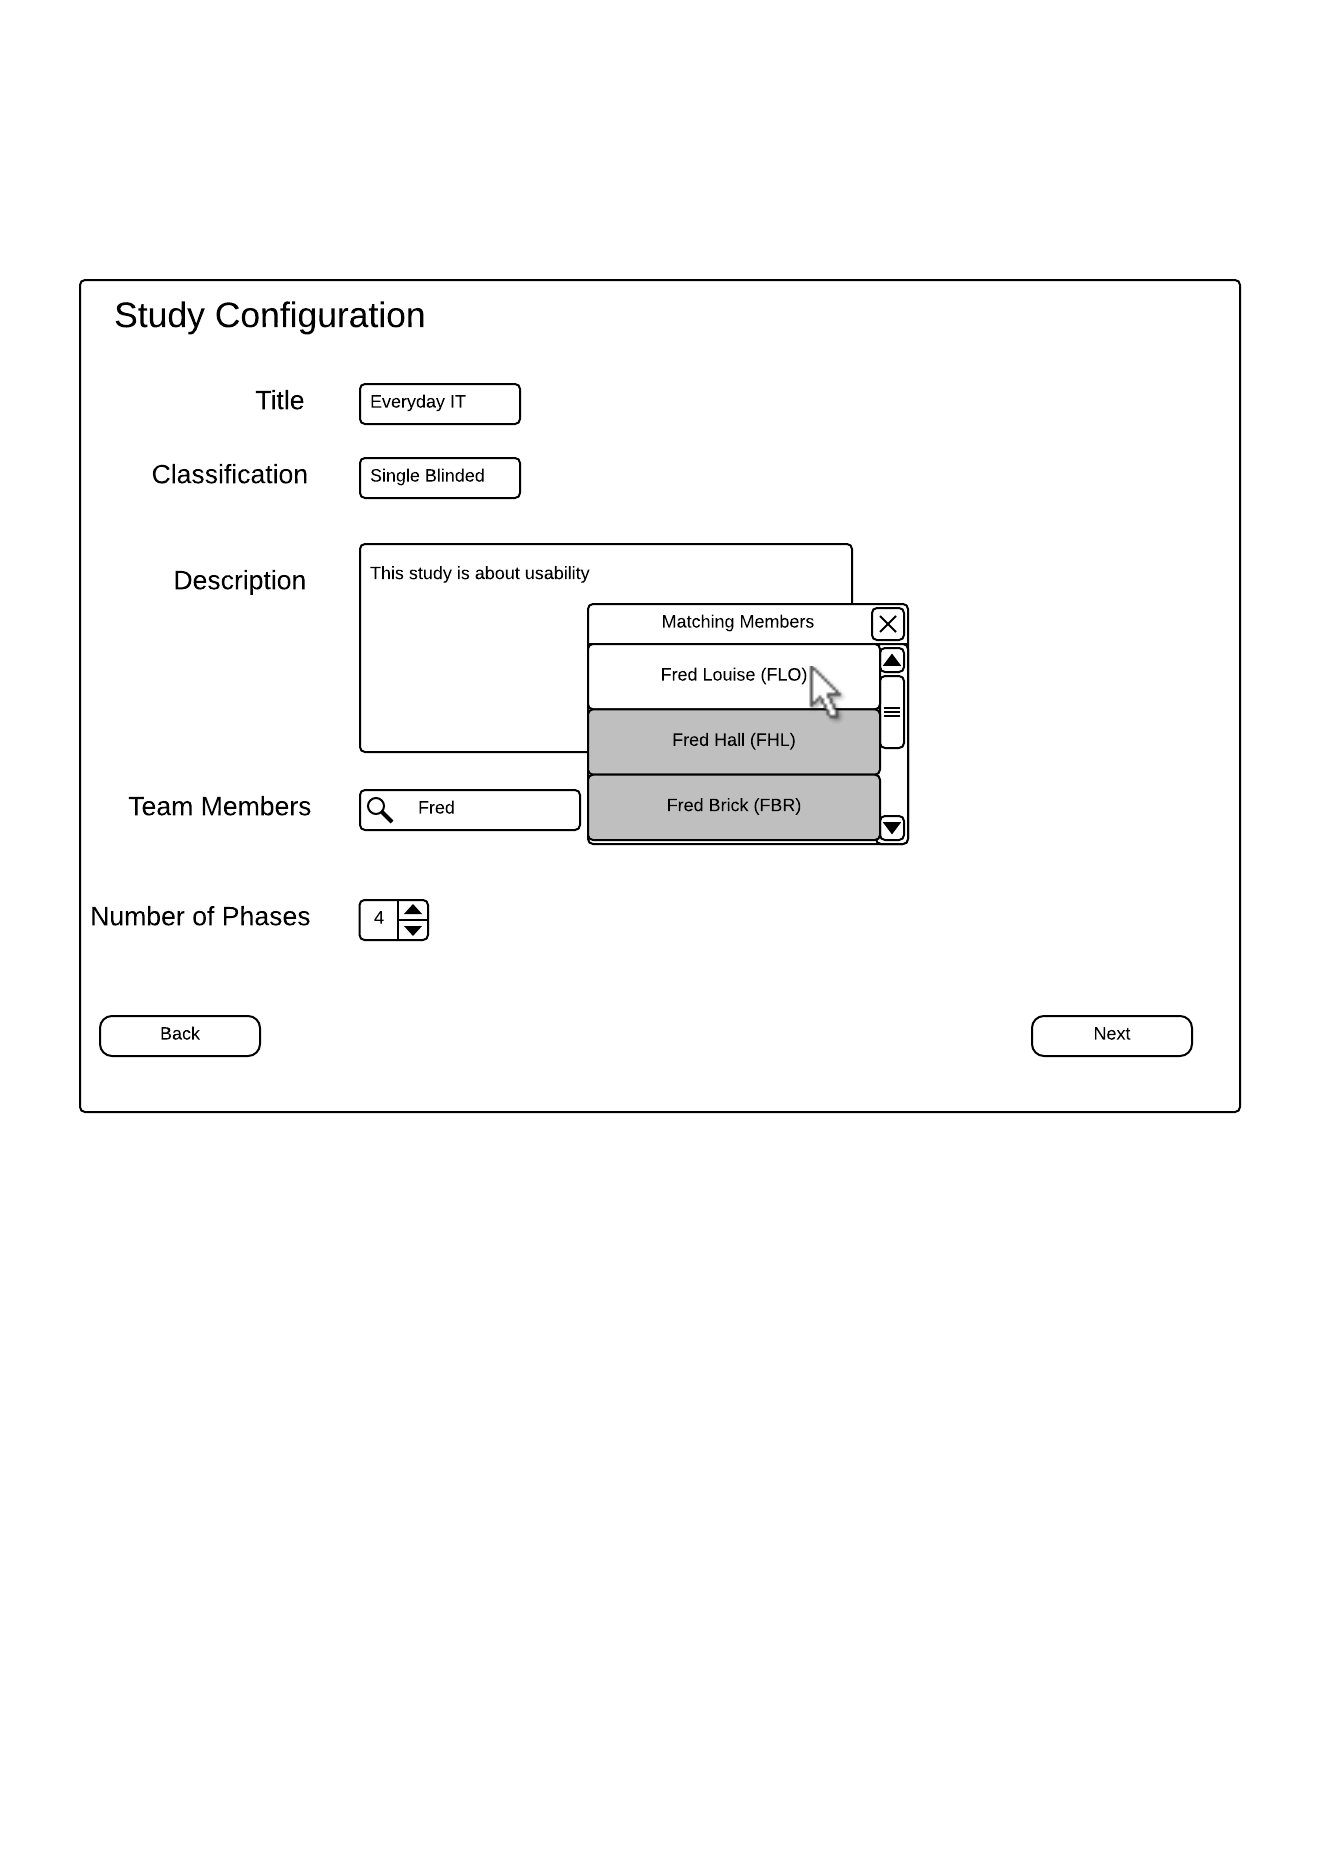 Study Configuration
Title
Everyday IT
Classification
Single Blinded
Description
This study is about usability
Matching Members
Fred Louise (FLO)
Fred Hall (FHL)
Fred Brick (FBR)
Team Members
Fred
Number of Phases
4
Back
Next